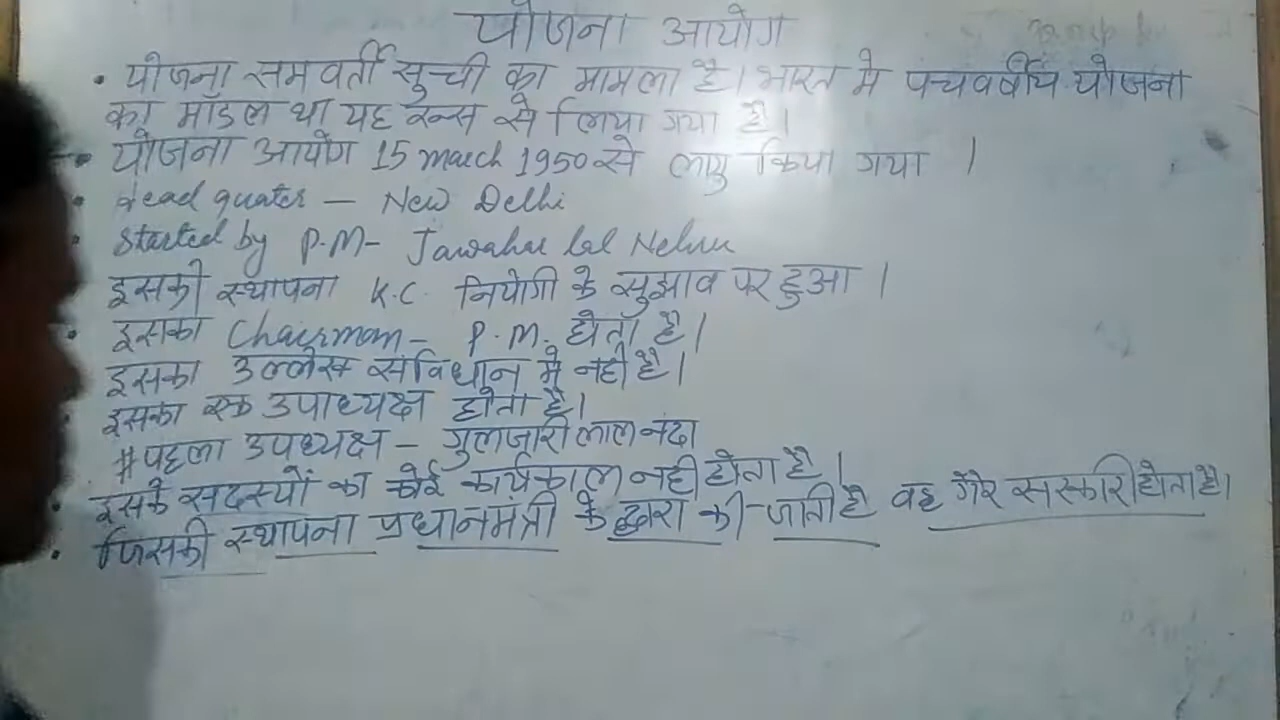 योजना आयोग
• योजना समवर्ती सुची का मामला है। भारत मे पचवर्षीय योजना
का मॉडल था यह रुस से लिया गया है।
• योजना आयोग 15 march 1950 से लागु किया गया ।
• Head quater – New Delhi
• Started by P.M- Jawahar lal Nehru
इसकी स्थापना K.C. नियोगी के सुझाव पर हुआ ।
• इसका Chairman – P.M. होता है।
इसका उल्लेख संविधान मे नही है।
• इसका एक उपाध्यक्ष होता है।
#पहला उपध्यक्ष – गुलजारी लाल नंदा
• इसके सदस्यों का कोई कार्यकाल नही होता है।
• जिसकी स्थापना प्रधानमंत्री के द्वारा की जाती है वह गैर सरकारि होता है।